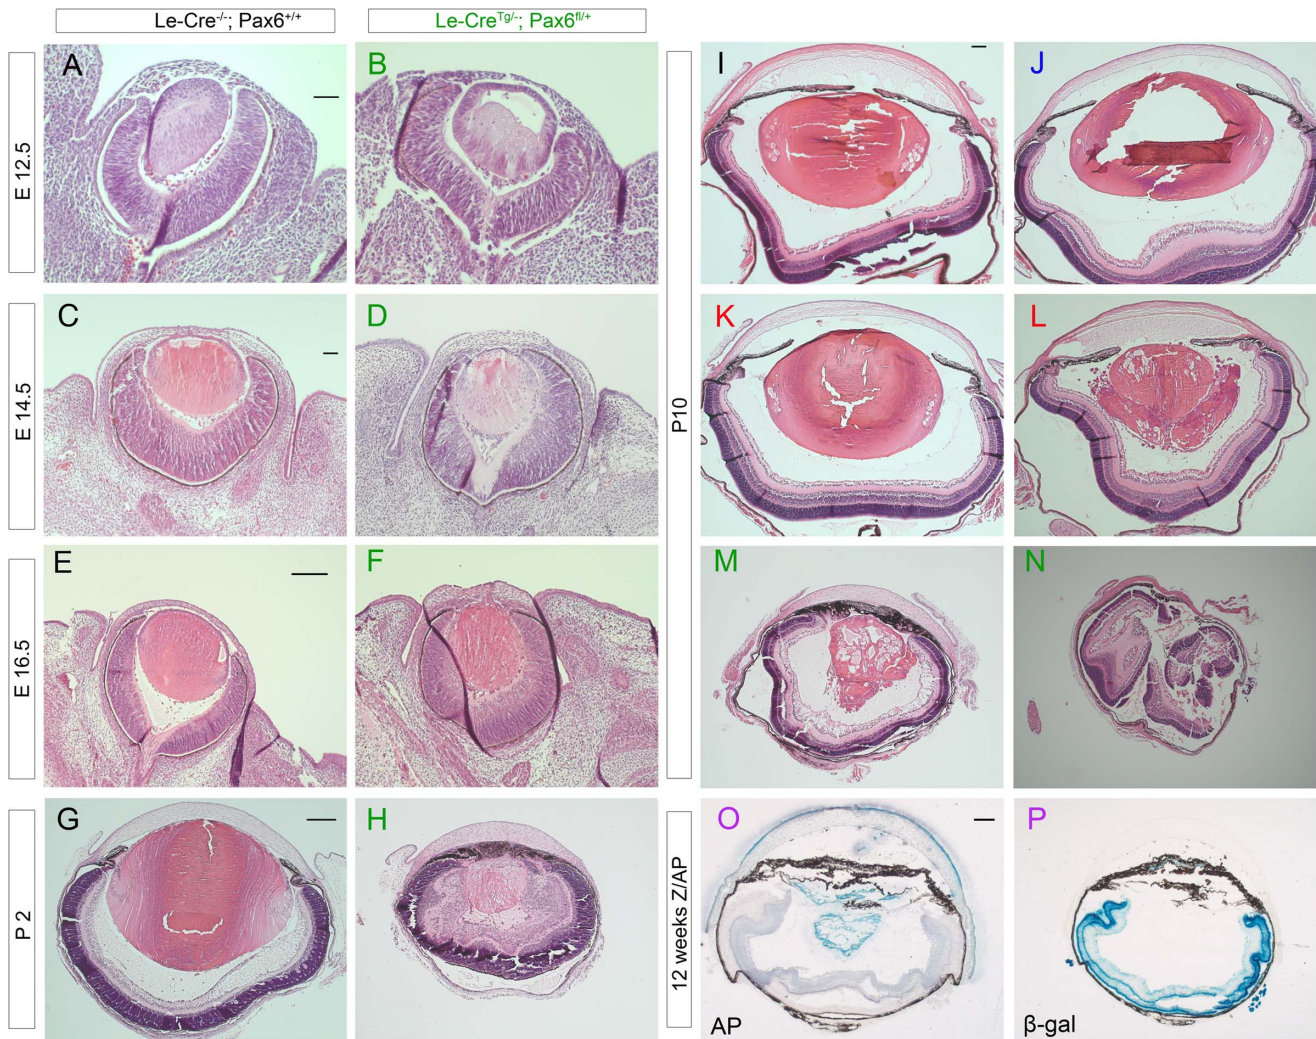 Le-Cre-/-; Pax6+/+
Le-CreTg/-; Pax6fl/+
E 12.5
A
B
E 14.5
C
D
E 16.5
E
F
P 2
G
H
P10
I
J
K
L
M
N
12 weeks Z/AP
O
AP
P
β-gal